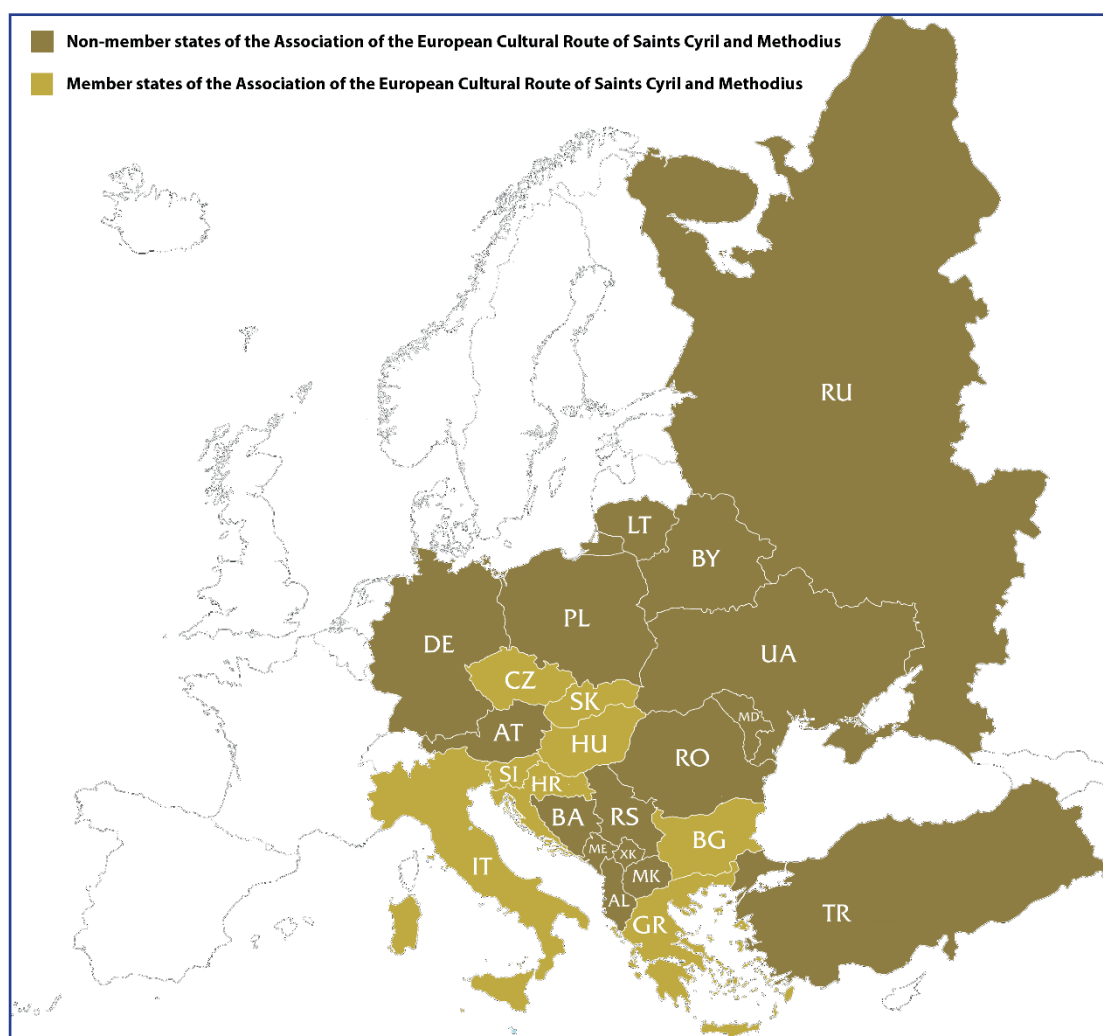 Non-member states of the Association of the European Cultural Route of Saints Cyril and Methodius
Member states of the Association of the European Cultural Route of Saints Cyril and Methodius
RU
LT
BY
PL
DE
UA
CZ
SK
MD
AT
HU
RO
SI
HR
BA
RS
BG
ME
XK
IT
MK
AL
TR
GR